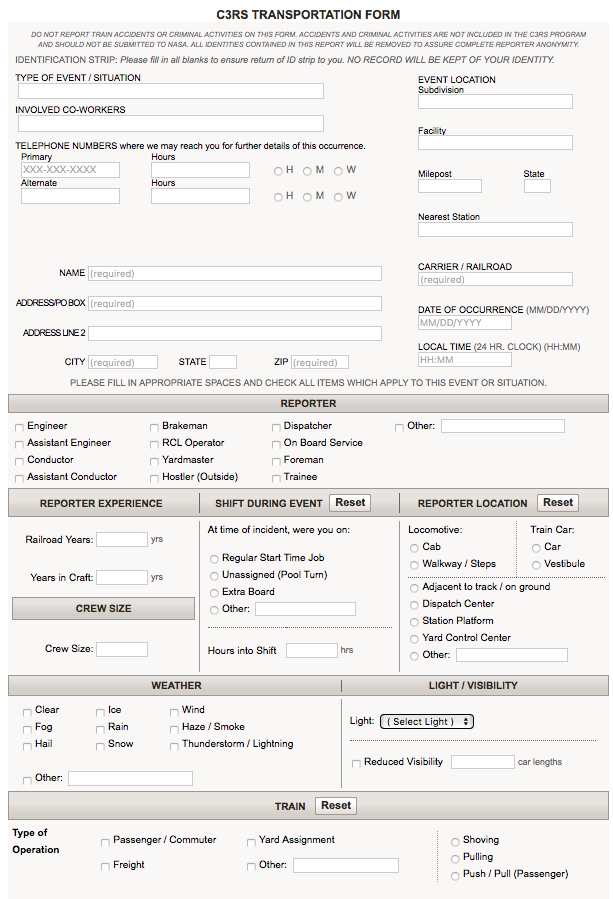 C3RS TRANSPORTATION FORM
DO NOT REPORT TRAIN ACCIDENTS OR CRIMINAL ACTIVITIES ON THIS FORM. ACCIDENTS AND CRIMINAL ACTIVITIES ARE NOT INCLUDED IN THE C3RS PROGRAM
AND SHOULD NOT BE SUBMITTED TO NASA. ALL IDENTITIES CONTAINED IN THIS REPORT WILL BE REMOVED TO ASSURE COMPLETE REPORTER ANONYMITY.
IDENTIFICATION STRIP: Please fill in all blanks to ensure return of ID strip to you. NO RECORD WILL BE KEPT OF YOUR IDENTITY.
TYPE OF EVENT / SITUATION
INVOLVED CO-WORKERS
TELEPHONE NUMBERS where we may reach you for further details of this occurrence.
Primary Hours
XXX-XXX-XXXX H M W
Alternate Hours
H M W
EVENT LOCATION
Subdivision
Facility
Milepost State
Nearest Station
NAME (required)
ADDRESS/PO BOX (required)
ADDRESS LINE 2
CITY (required) STATE ZIP (required)
CARRIER / RAILROAD
(required)
DATE OF OCCURRENCE (MM/DD/YYYY)
MM/DD/YYYY
LOCAL TIME (24 HR. CLOCK) (HH:MM)
HH:MM
PLEASE FILL IN APPROPRIATE SPACES AND CHECK ALL ITEMS WHICH APPLY TO THIS EVENT OR SITUATION.
REPORTER
Engineer Brakeman Dispatcher Other:
Assistant Engineer RCL Operator On Board Service
Conductor Yardmaster Foreman
Assistant Conductor Hostler (Outside) Trainee
REPORTER EXPERIENCE
Railroad Years: yrs
Years in Craft: yrs
CREW SIZE
Crew Size:
SHIFT DURING EVENT Reset
At time of incident, were you on:
Regular Start Time Job
Unassigned (Pool Turn)
Extra Board
Other:
Hours into Shift hrs
REPORTER LOCATION Reset
Locomotive: Train Car:
Cab Car
Walkway / Steps Vestibule
Adjacent to track / on ground
Dispatch Center
Station Platform
Yard Control Center
Other:
WEATHER
Clear Ice Wind
Fog Rain Haze / Smoke
Hail Snow Thunderstorm / Lightning
Other:
LIGHT / VISIBILITY
Light: ( Select Light )
Reduced Visibility car lengths
TRAIN Reset
Type of
Operation
Passenger / Commuter Yard Assignment
Freight Other:
Shoving
Pulling
Push / Pull (Passenger)